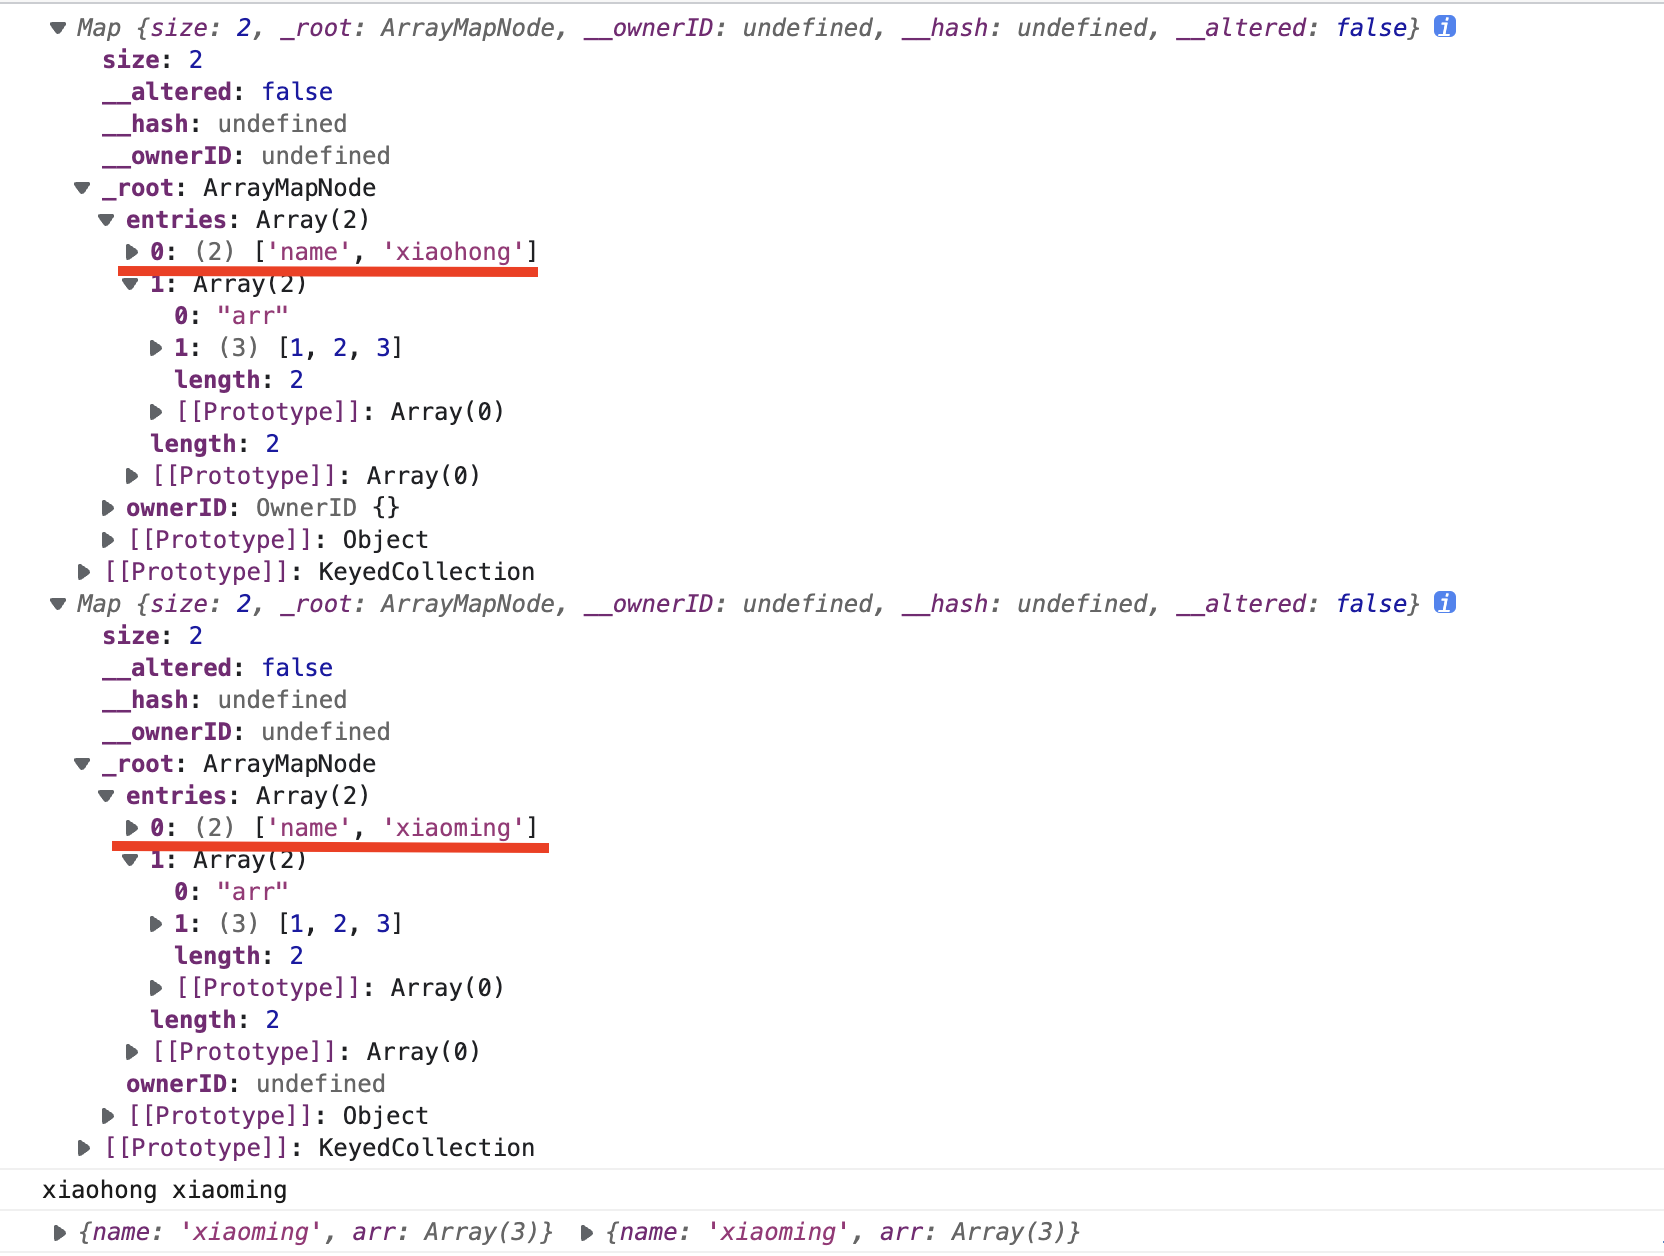 Map {size: 2, _root: ArrayMapNode, __ownerID: undefined, __hash: undefined, __altered: false} i
size: 2
__altered: false
__hash: undefined
__ownerID: undefined
_root: ArrayMapNode
entries: Array(2)
0: (2) ['name', 'xiaohong']
1: Array(2)
0: "arr"
1: (3) [1, 2, 3]
length: 2
[[Prototype]]: Array(0)
length: 2
[[Prototype]]: Array(0)
ownerID: OwnerID {}
[[Prototype]]: Object
[[Prototype]]: KeyedCollection
Map {size: 2, _root: ArrayMapNode, __ownerID: undefined, __hash: undefined, __altered: false} i
size: 2
__altered: false
__hash: undefined
__ownerID: undefined
_root: ArrayMapNode
entries: Array(2)
0: (2) ['name', 'xiaoming']
1: Array(2)
0: "arr"
1: (3) [1, 2, 3]
length: 2
[[Prototype]]: Array(0)
length: 2
[[Prototype]]: Array(0)
ownerID: undefined
[[Prototype]]: Object
[[Prototype]]: KeyedCollection
xiaohong xiaoming
{name: 'xiaoming', arr: Array(3)} {name: 'xiaoming', arr: Array(3)}